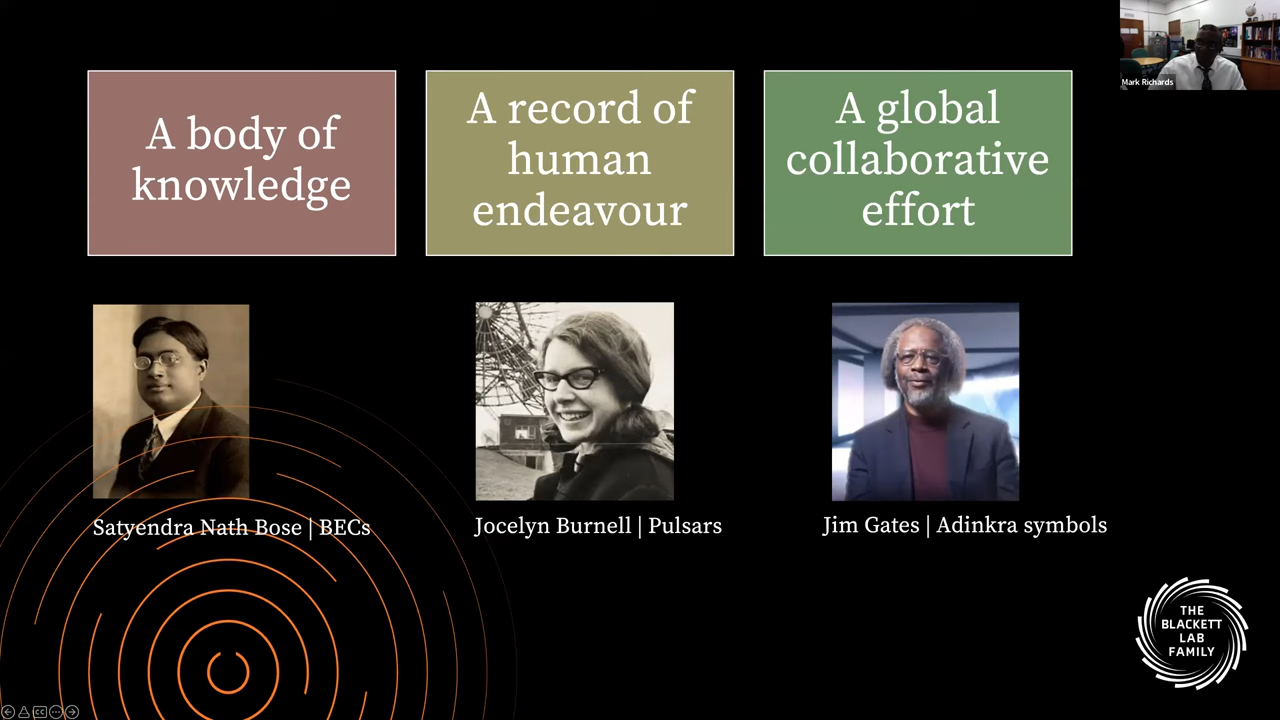 Mark Richards
A body of
knowledge
A record of
human
endeavour
A global
collaborative
effort
Satyendra Nath Bose | BECs
Jocelyn Burnell | Pulsars
Jim Gates | Adinkra symbols
THE
BLACKETT
LAB
FAMILY